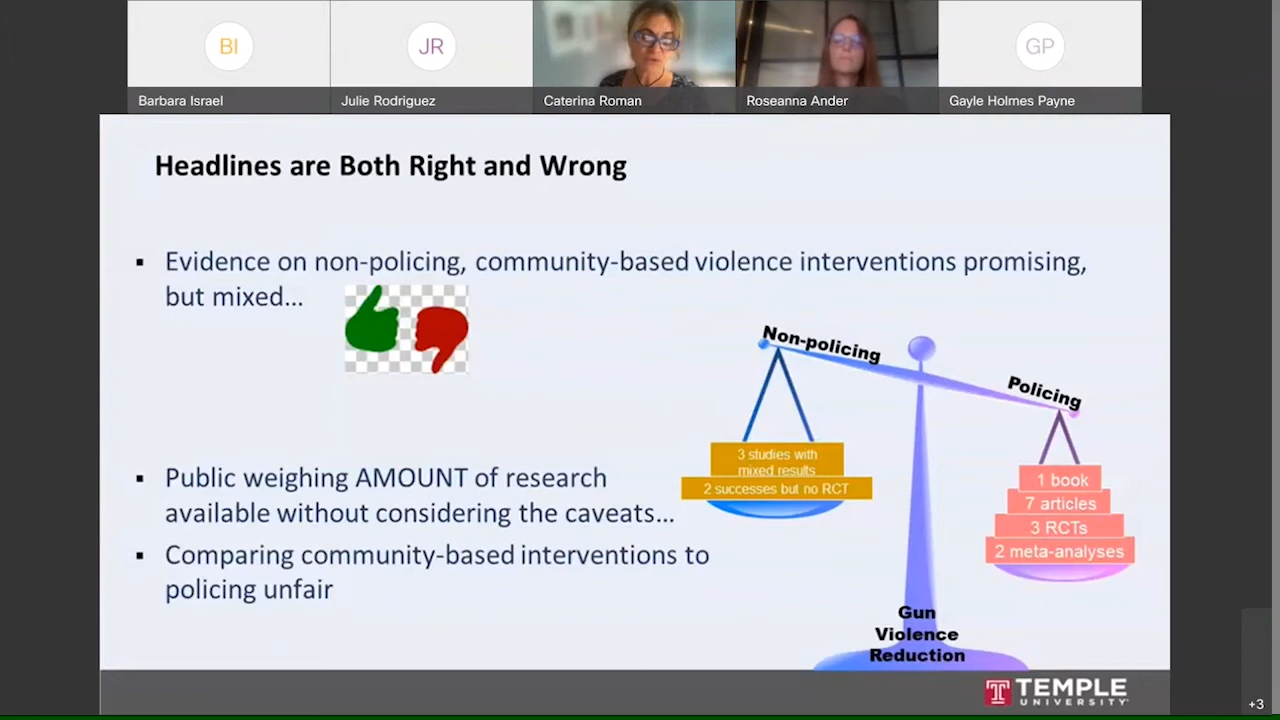 BI
JR
GP
Barbara Israel
Julie Rodriguez
Caterina Roman
Roseanna Ander
Gayle Holmes Payne
Headlines are Both Right and Wrong
▪ Evidence on non-policing, community-based violence interventions promising,
but mixed…
Non-policing
Policing
3 studies with
mixed results
2 successes but no RCT
1 book
7 articles
3 RCTs
2 meta-analyses
▪ Public weighing AMOUNT of research
available without considering the caveats…
▪ Comparing community-based interventions to
policing unfair
Gun
Violence
Reduction
T TEMPLE
UNIVERSITY
+3